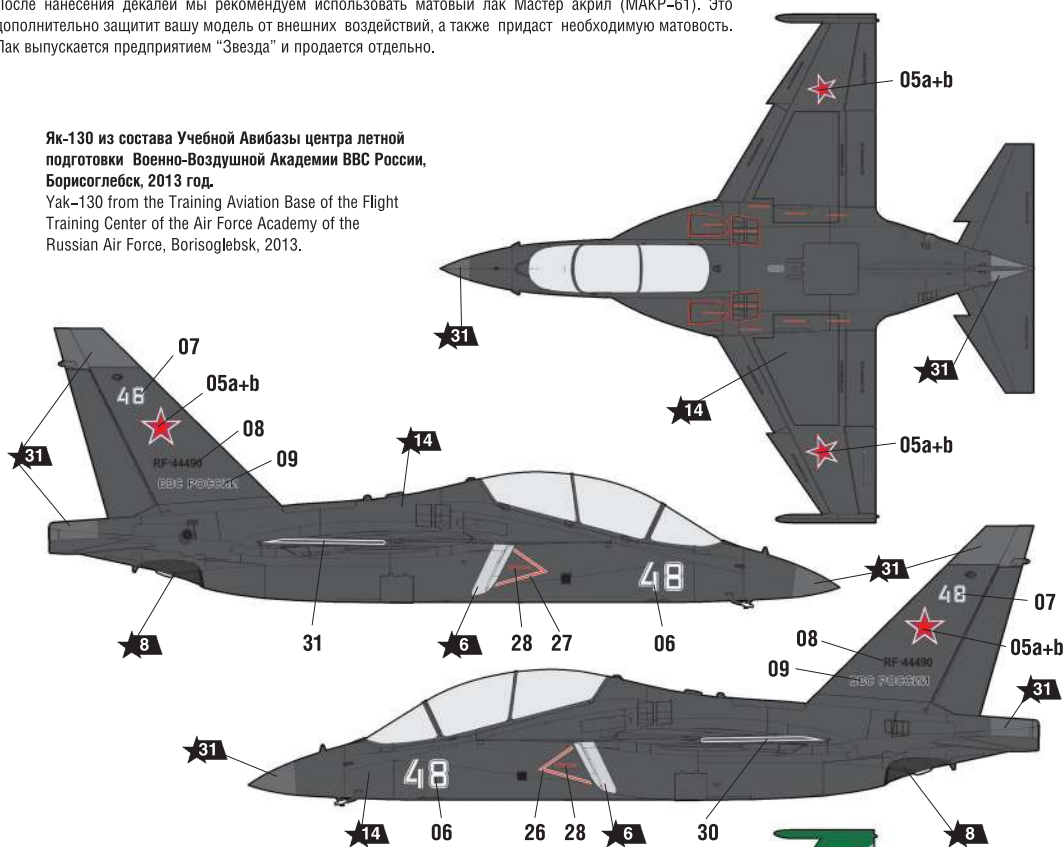 После нанесения декалей мы рекомендуем использовать матовый лак Мастер акрил (МАКР–61). Это
дополнительно защитит вашу модель от внешних воздействий, а также придаст необходимую матовость.
Лак выпускается предприятием “Звезда” и продается отдельно.
05a+b
Як-130 из состава Учебной Авибазы центра летной
подготовки Военно-Воздушной Академии ВВС России,
Борисоглебск, 2013 год.
Yak–130 from the Training Aviation Base of the Flight
Training Center of the Air Force Academy of the
Russian Air Force, Borisoglebsk, 2013.
31
31
14
05a+b
07
48
05a+b
08
14
31
RF-44490
09
ВВС РОССИИ
48
31
8
31
6
28
27
06
48
07
08
05a+b
RF-44490
09
ВВС РОССИИ
31
31
48
14
06
26
28
6
30
8